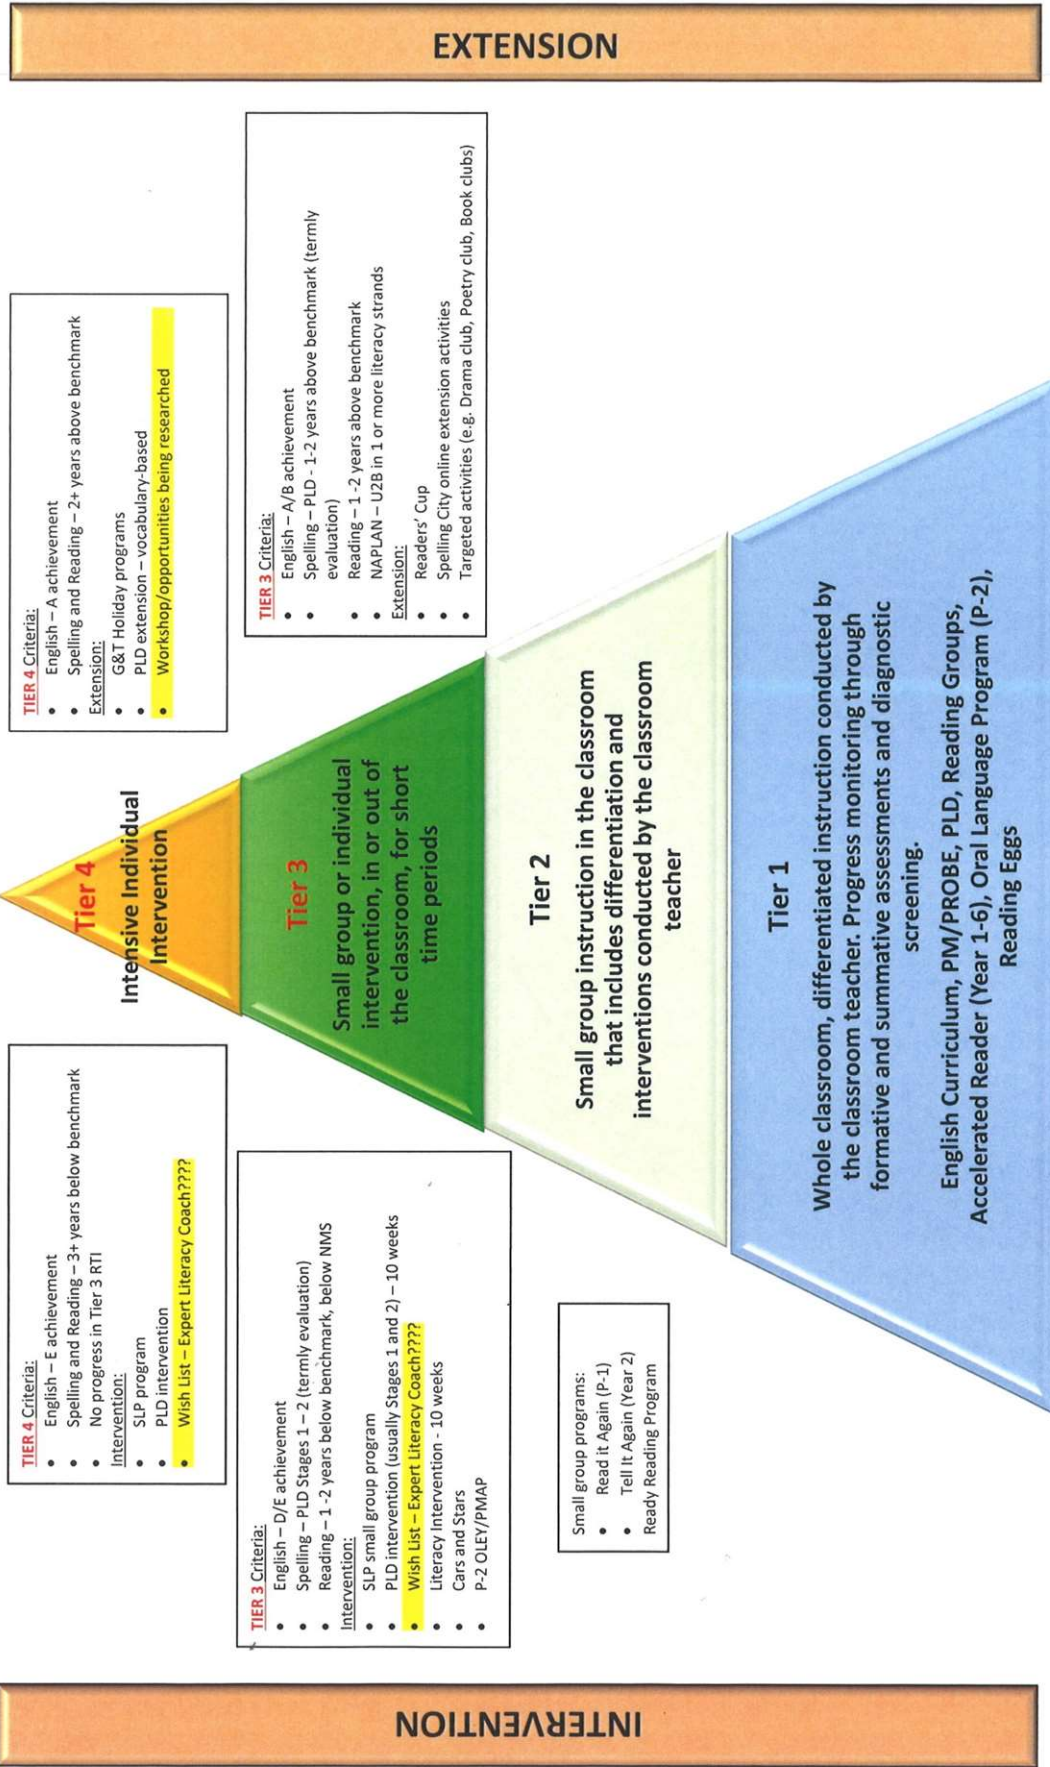 INTERVENTION
TIER 4 Criteria:
• English – E achievement
• Spelling and Reading – 3+ years below benchmark
• No progress in Tier 3 RTI
Intervention:
• SLP program
• PLD intervention
• Wish List – Expert Literacy Coach????
TIER 3 Criteria:
• English – D/E achievement
• Spelling – PLD Stages 1 – 2 (termly evaluation)
• Reading – 1 -2 years below benchmark, below NMS
Intervention:
• SLP small group program
• PLD intervention (usually Stages 1 and 2) – 10 weeks
• Wish List – Expert Literacy Coach????
• Literacy Intervention - 10 weeks
• Cars and Stars
• P-2 OLEY/PMAP
Small group programs:
• Read it Again (P-1)
• Tell It Again (Year 2)
Ready Reading Program
Tier 4
Intensive Individual
Intervention
Tier 3
Small group or individual
intervention, in or out of
the classroom, for short
time periods
Tier 2
Small group instruction in the classroom
that includes differentiation and
interventions conducted by the classroom
teacher
Tier 1
Whole classroom, differentiated instruction conducted by
the classroom teacher. Progress monitoring through
formative and summative assessments and diagnostic
screening.
English Curriculum, PM/PROBE, PLD, Reading Groups,
Accelerated Reader (Year 1-6), Oral Language Program (P-2),
Reading Eggs
TIER 4 Criteria:
• English – A achievement
• Spelling and Reading – 2+ years above benchmark
Extension:
• G&T Holiday programs
• PLD extension – vocabulary-based
• Workshop/opportunities being researched
TIER 3 Criteria:
• English – A/B achievement
• Spelling – PLD - 1-2 years above benchmark (termly
evaluation)
• Reading – 1 -2 years above benchmark
• NAPLAN – U2B in 1 or more literacy strands
Extension:
• Readers' Cup
• Spelling City online extension activities
• Targeted activities (e.g. Drama club, Poetry club, Book clubs)
EXTENSION